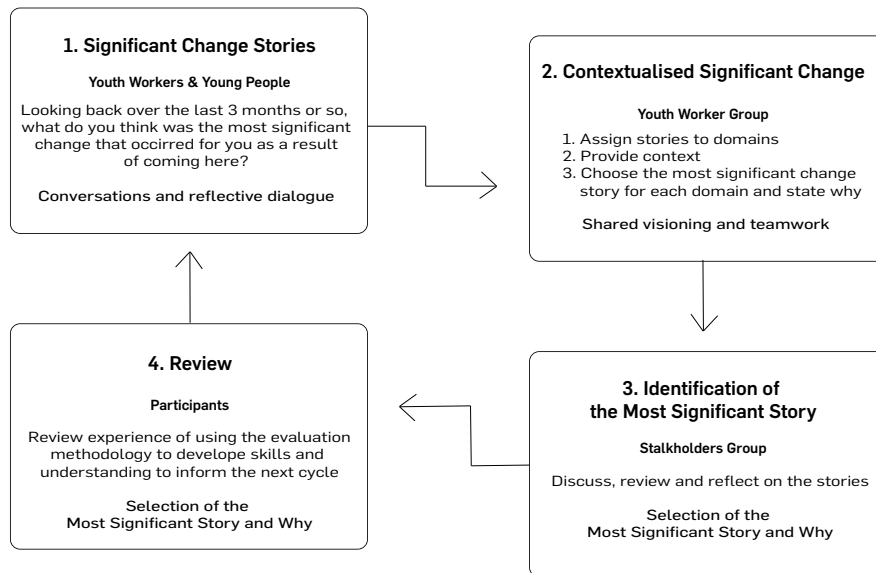 1. Significant Change Stories
Youth Workers & Young People
Looking back over the last 3 months or so,
what do you think was the most significant
change that ocirred for you as a result
of coming here?
Conversations and reflective dialogue
2. Contextualised Significant Change
Youth Worker Group
1. Assign stories to domains
2. Provide context
3. Choose the most significant change
story for each domain and state why
Shared visioning and teamwork
3. Identification of
the Most Significant Story
Stalkholders Group
Discuss, review and reflect on the stories
Selection of the
Most Significant Story and Why
4. Review
Participants
Review experience of using the evaluation
methodology to develope skills and
understanding to inform the next cycle
Selection of the
Most Significant Story and Why